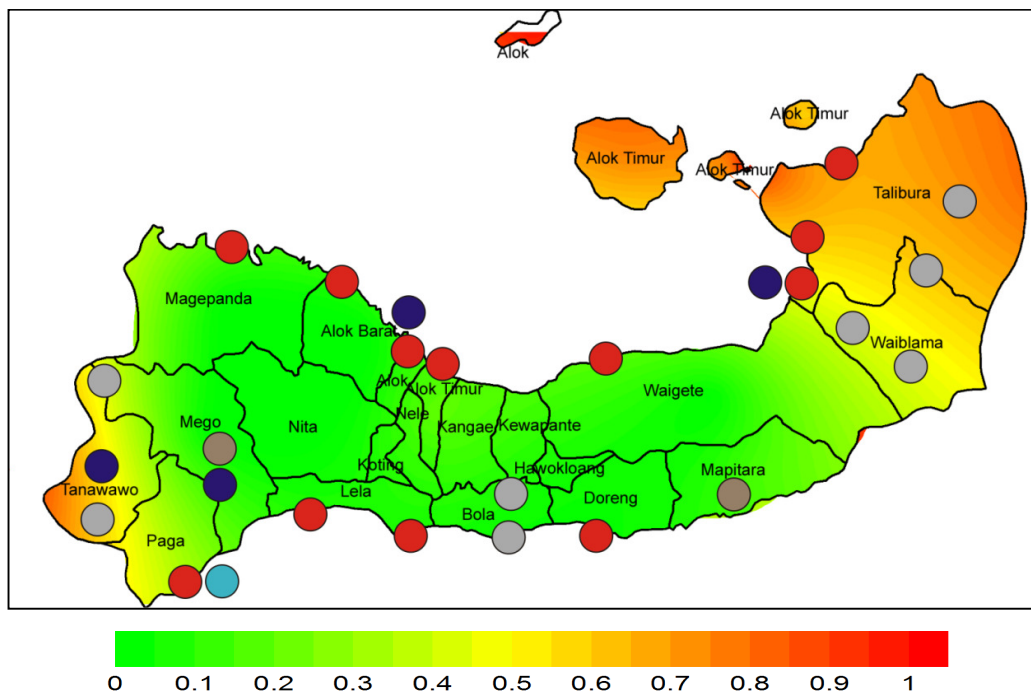 Alok
Alok Timur
Alok Timur
Alok Timur
Talibura
Magepanda
Alok Bara
Waiblama
Alok
Alok Timur
Waigete
Nele
Mego
Nita
Kangae
Kewapante
Koting
Hawokloang
Mapitara
Tanawawo
Lela
Doreng
Bola
Paga
0 0.1 0.2 0.3 0.4 0.5 0.6 0.7 0.8 0.9 1